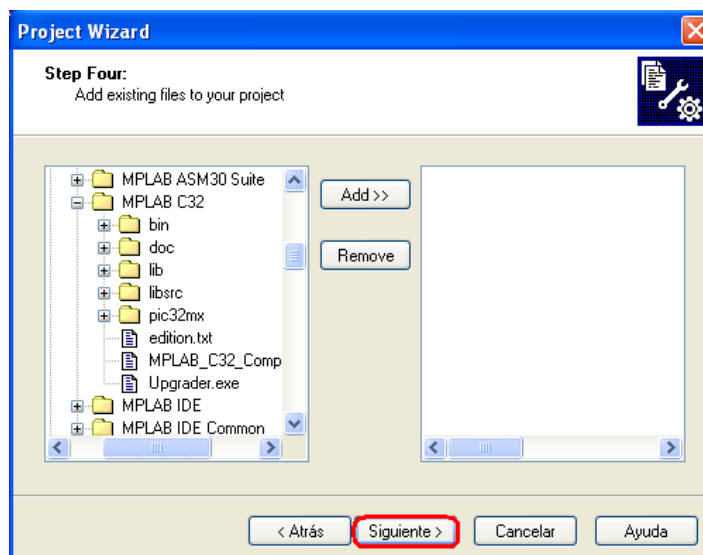 Project Wizard
Step Four:
Add existing files to your project
MPLAB ASM30 Suite
MPLAB C32
bin
doc
lib
libsrc
pic32mx
edition.txt
MPLAB_C32_Comp
Upgrader.exe
MPLAB IDE
MPLAB IDE Common
Add >>
Remove
< Atrás
Siguiente >
Cancelar
Ayuda